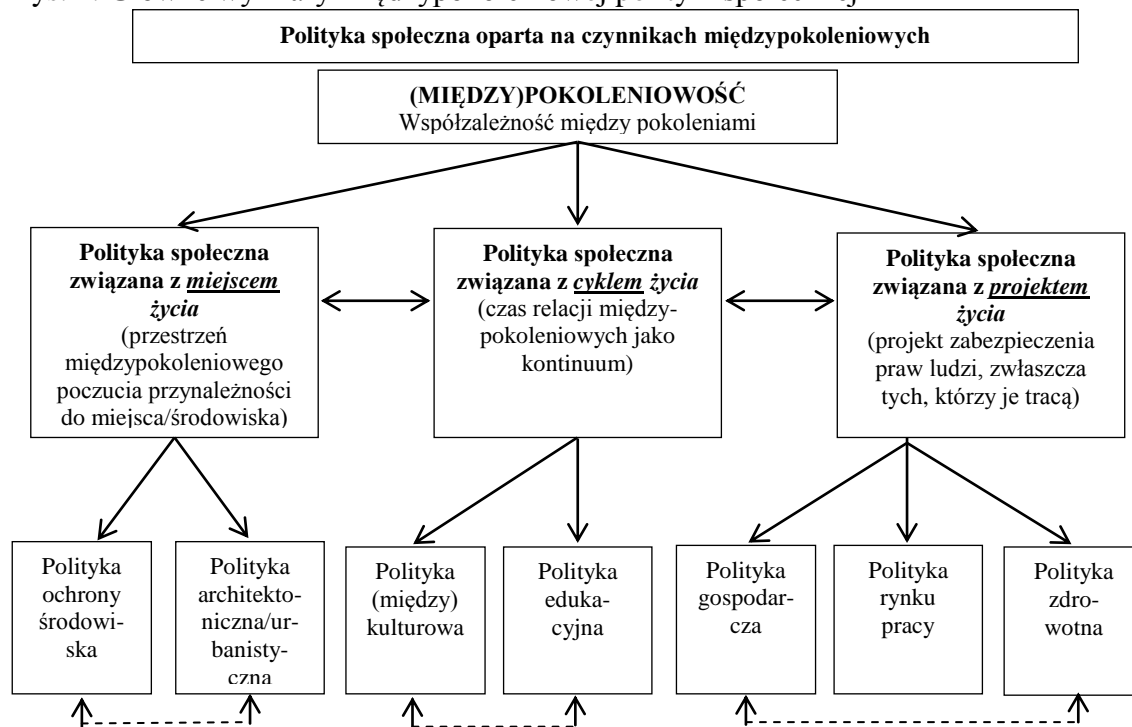 Polityka społeczna oparta na czynnikach międzypokoleniowych
(MIĘDZY)POKOLENIOWOŚĆ
Współzależność między pokoleniami
Polityka społeczna
związana z miejscem
życia
(przestrzeń
międzypokoleniowego
poczucia przynależności
do miejsca/środowiska)
Polityka społeczna
związana z cyklem życia
(czas relacji między-
pokoleniowych jako
kontinuum)
Polityka społeczna
związana z projektem
życia
(projekt zabezpieczenia
praw ludzi, zwłaszcza
tych, którzy je tracą)
Polityka
ochrony
środowi-
ska
Polityka
architekto-
niczna/ur-
banisty-
czna
Polityka
(między)
kulturowa
Polityka
eduka-
cyjna
Polityka
gospodar-
cza
Polityka
rynku
pracy
Polityka
zdro-
wotna